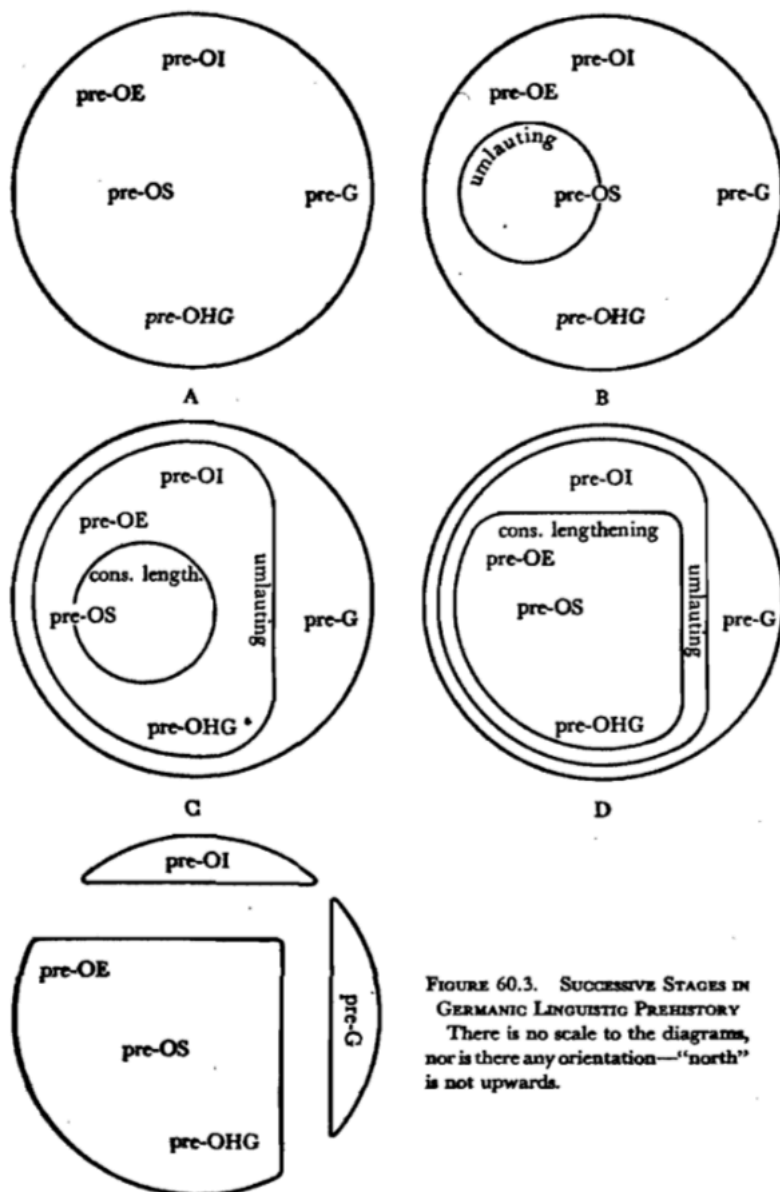 pre-OI
pre-OE
pre-OS
pre-G
pre-OHG
A
pre-OI
pre-OE
umlauting
pre-OS
pre-G
pre-OHG
B
pre-OI
pre-OE
cons. length.
umlauting
pre-OS
pre-G
pre-OHG
C
pre-OI
cons. lengthening
pre-OE
umlauting
pre-OS
pre-G
pre-OHG
D
pre-OI
pre-OE
pre-G
pre-OS
pre-OHG
FIGURE 60.3. SUCCESSIVE STAGES IN
GERMANIC LINGUISTIC PREHISTORY
There is no scale to the diagrams,
nor is there any orientation—“north”
is not upwards.